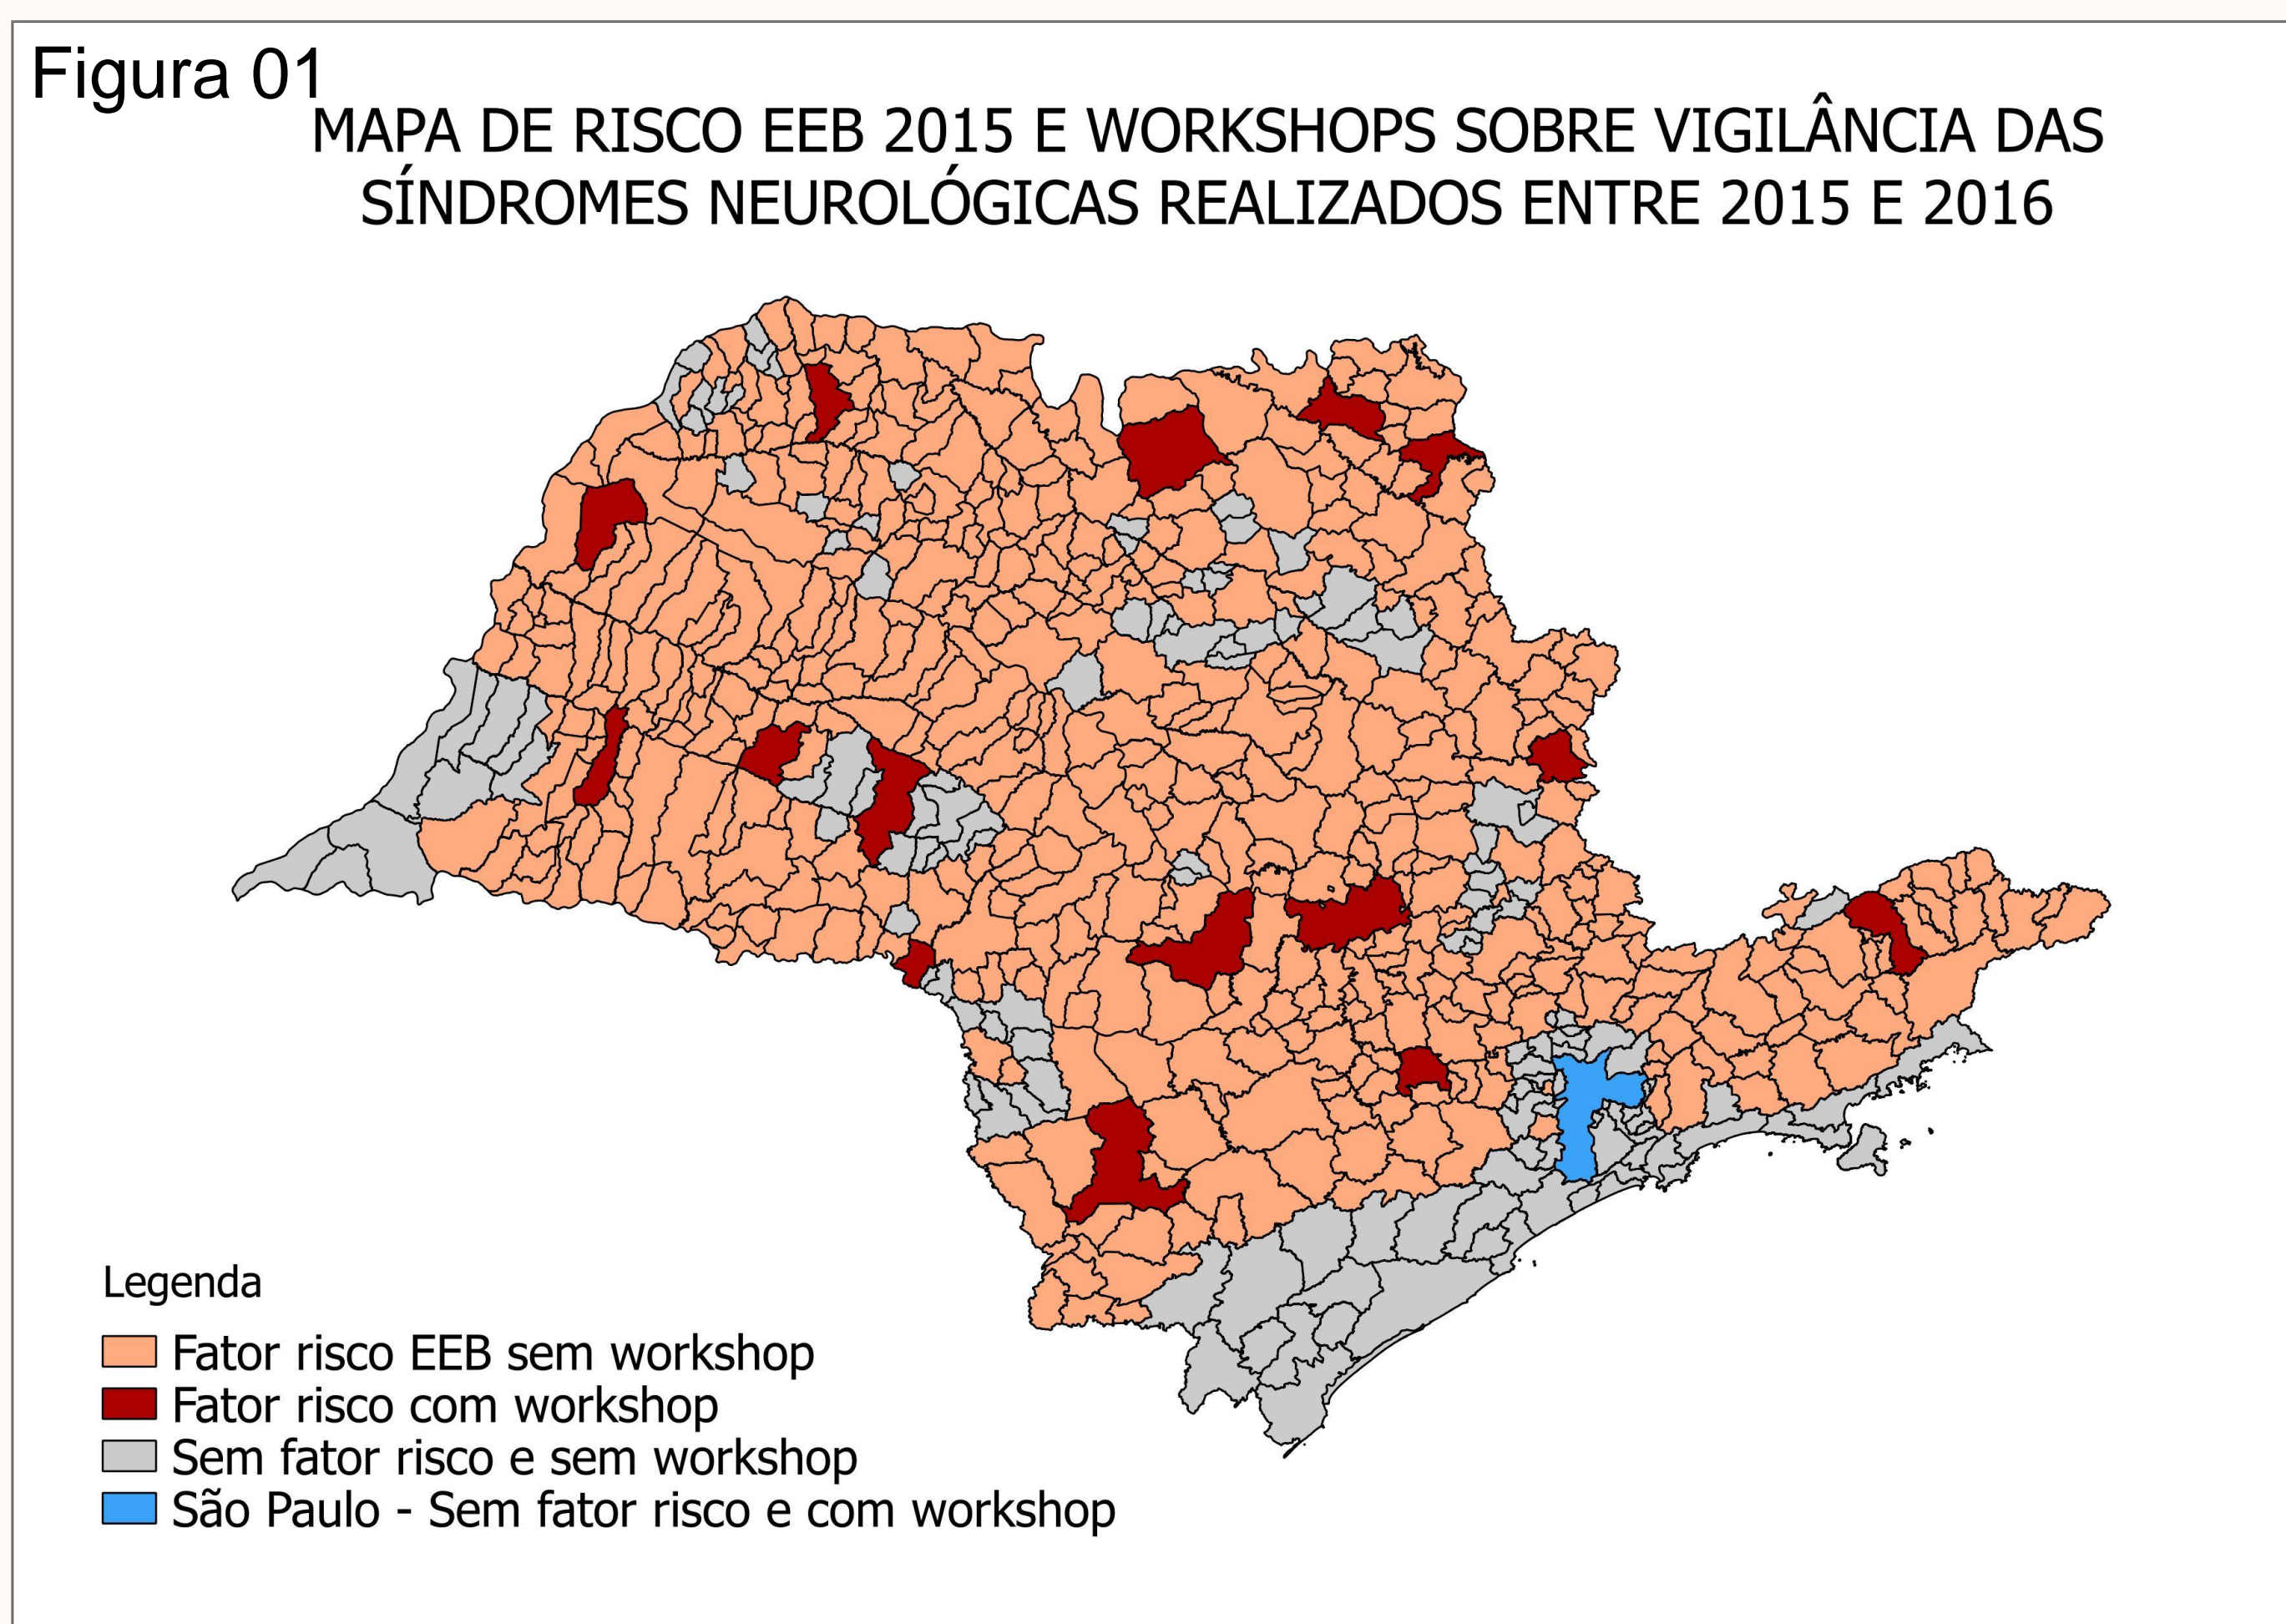 Figura 01
MAPA DE RISCO EEB 2015 E WORKSHOPS SOBRE VIGILÂNCIA DAS
SÍNDROMES NEUROLÓGICAS REALIZADOS ENTRE 2015 E 2016
Legenda
Fator risco EEB sem workshop
Fator risco com workshop
Sem fator risco e sem workshop
São Paulo - Sem fator risco e com workshop